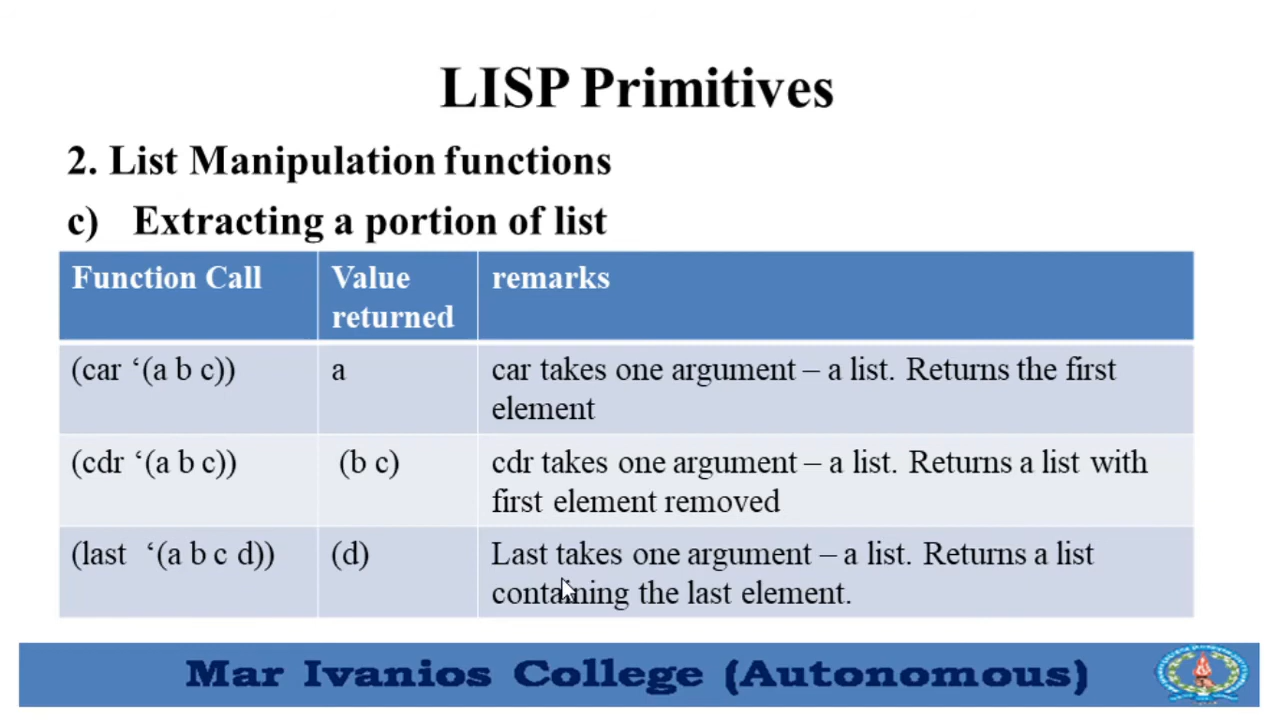 LISP Primitives
2. List Manipulation functions
c) Extracting a portion of list
Function Call
Value
returned
remarks
(car ‘(a b c))
a
car takes one argument – a list. Returns the first
element
(cdr ‘(a b c))
(b c)
cdr takes one argument – a list. Returns a list with
first element removed
(last ‘(a b c d))
(d)
Last takes one argument – a list. Returns a list
containing the last element.
Mar Ivanios College (Autonomous)